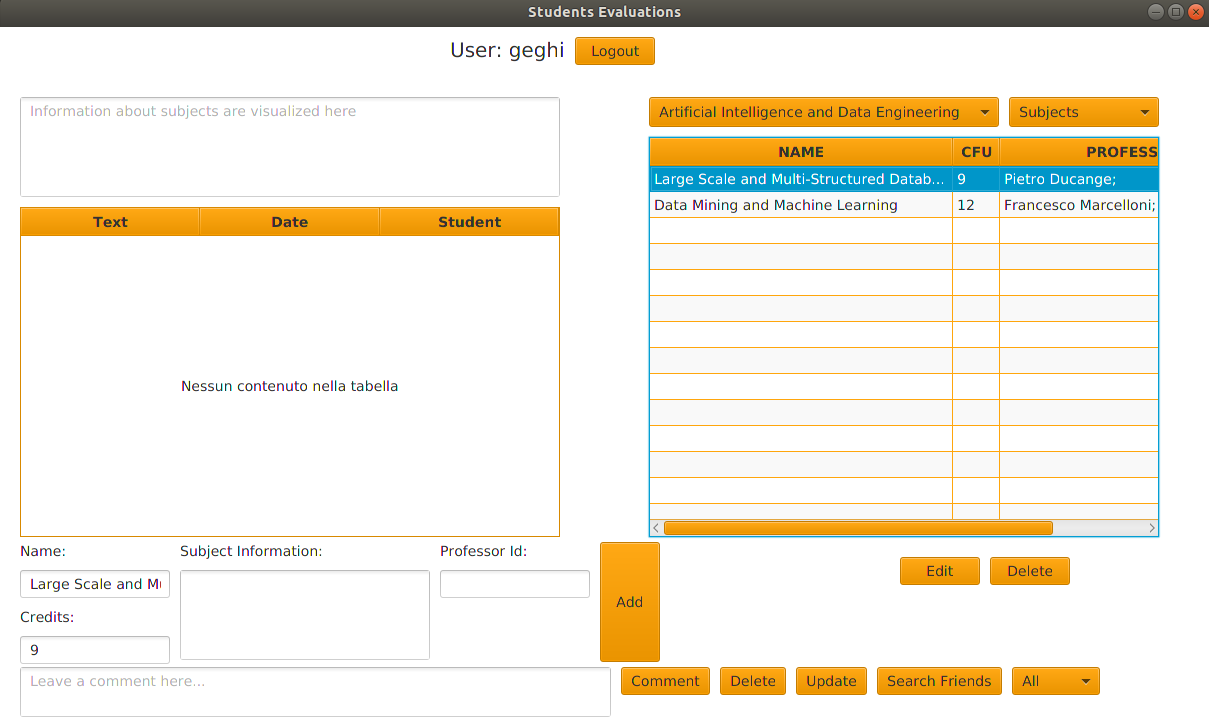 Students Evaluations
User: geghi Logout
Information about subjects are visualized here
Artificial Intelligence and Data Engineering Subjects
NAME CFU PROFESS
Large Scale and Multi-Structured Datab... 9 Pietro Ducange;
Data Mining and Machine Learning 12 Francesco Marcelloni;
Text Date Student
Nessun contenuto nella tabella
Name: Subject Information: Professor Id:
Large Scale and Mu
Credits:
9
Add
Edit Delete
Leave a comment here...
Comment Delete Update Search Friends All